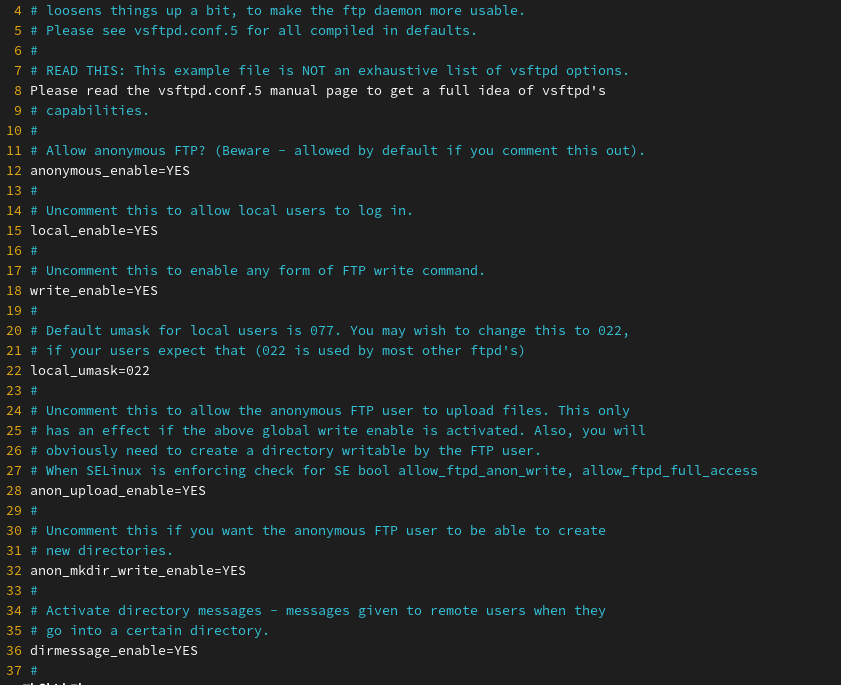 4 # loosens things up a bit, to make the ftp daemon more usable.
5 # Please see vsftpd.conf.5 for all compiled in defaults.
6 #
7 # READ THIS: This example file is NOT an exhaustive list of vsftpd options.
8 Please read the vsftpd.conf.5 manual page to get a full idea of vsftpd's
9 # capabilities.
10 #
11 # Allow anonymous FTP? (Beware – allowed by default if you comment this out).
12 anonymous_enable=YES
13 #
14 # Uncomment this to allow local users to log in.
15 local_enable=YES
16 #
17 # Uncomment this to enable any form of FTP write command.
18 write_enable=YES
19 #
20 # Default umask for local users is 077. You may wish to change this to 022,
21 # if your users expect that (022 is used by most other ftpd's)
22 local_umask=022
23 #
24 # Uncomment this to allow the anonymous FTP user to upload files. This only
25 # has an effect if the above global write enable is activated. Also, you will
26 # obviously need to create a directory writable by the FTP user.
27 # When SELinux is enforcing check for SE bool allow_ftpd_anon_write, allow_ftpd_full_access
28 anon_upload_enable=YES
29 #
30 # Uncomment this if you want the anonymous FTP user to be able to create
31 # new directories.
32 anon_mkdir_write_enable=YES
33 #
34 # Activate directory messages – messages given to remote users when they
35 # go into a certain directory.
36 dirmessage_enable=YES
37 #